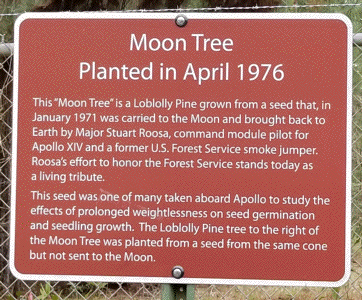 Moon Tree
Planted in April 1976
This "Moon Tree" is a Loblolly Pine grown from a seed that, in
January 1971 was carried to the Moon and brought back to
Earth by Major Stuart Roosa, command module pilot for
Apollo XIV and a former U.S. Forest Service smoke jumper.
Roosa's effort to honor the Forest Service stands today as
a living tribute.
This seed was one of many taken aboard Apollo to study the
effects of prolonged weightlessness on seed germination
and seedling growth. The Loblolly Pine tree to the right of
the Moon Tree was planted from a seed from the same cone
but not sent to the Moon.